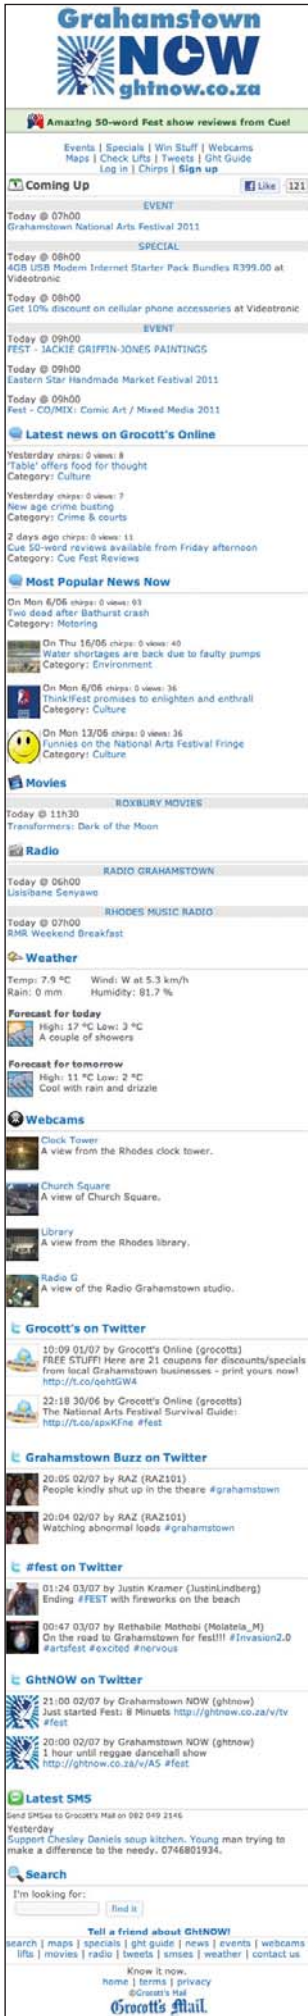 Grahamstown
NOW
ghtnow.co.za
Amazing 50-word Fest show reviews from Cue!
Events | Specials | Win Stuff | Webcams
Maps | Check Lifts | Tweets | Ght Guide
Log in | Chirps | Sign up
Coming Up
Like 121
EVENT
Today @ 07h00
Grahamstown National Arts Festival 2011
SPECIAL
Today @ 08h00
4GB USB Modem Internet Starter Pack Bundles R399.00 at
Videotronic
Today @ 08h00
Get 10% discount on cellular phone accessories at Videotronic
EVENT
Today @ 09h00
FEST - JACKIE GRIFFIN-JONES PAINTINGS
Today @ 09h00
Eastern Star Handmade Market Festival 2011
Today @ 09h00
Fest - CO/MIX: Comic Art / Mixed Media 2011
Latest news on Grocott's Online
Yesterday chirps: 0 views: 8
'Table' offers food for thought
Category: Culture
Yesterday chirps: 0 views: 7
New age crime busting
Category: Crime & courts
2 days ago chirps: 0 views: 11
Cue 50-word reviews available from Friday afternoon
Category: Cue Fest Reviews
Most Popular News Now
On Mon 6/06 chirps: 0 views: 63
Two dead after Bathurst crash
Category: Motoring
On Thu 16/06 chirps: 0 views: 40
Water shortages are back due to faulty pumps
Category: Environment
On Mon 6/06 chirps: 0 views: 36
Think!Fest promises to enlighten and enthrall
Category: Culture
On Mon 13/06 chirps: 0 views: 36
Funnies on the National Arts Festival Fringe
Category: Culture
Movies
ROXBURY MOVIES
Today @ 11h30
Transformers: Dark of the Moon
Radio
RADIO GRAHAMSTOWN
Today @ 06h00
Lisisibane Senyawo
RHODES MUSIC RADIO
Today @ 07h00
RMR Weekend Breakfast
Weather
Temp: 7.9 °C Wind: W at 5.3 km/h
Rain: 0 mm Humidity: 81.7 %
Forecast for today
High: 17 °C Low: 3 °C
A couple of showers
Forecast for tomorrow
High: 11 °C Low: 2 °C
Cool with rain and drizzle
Webcams
Clock Tower
A view from the Rhodes clock tower.
Church Square
A view of Church Square.
Library
A view from the Rhodes library.
Radio G
A view of the Radio Grahamstown studio.
Grocott's on Twitter
10:09 01/07 by Grocott's Online (grocotts)
FREE STUFF! Here are 21 coupons for discounts/specials
from local Grahamstown businesses - print yours now!
http://t.co/qehtGW4
22:18 30/06 by Grocott's Online (grocotts)
The National Arts Festival Survival Guide:
http://t.co/spxKFne #fest
Grahamstown Buzz on Twitter
20:05 02/07 by RAZ (RAZ101)
People kindly shut up in the theare #grahamstown
20:04 02/07 by RAZ (RAZ101)
Watching abnormal loads #grahamstown
#fest on Twitter
01:24 03/07 by Justin Kramer (JustinLindberg)
Ending #FEST with fireworks on the beach
00:47 03/07 by Rethabile Mothobi (Molatela_M)
On the road to Grahamstown for fest!!! #Invasion2.0
#artsfest #excited #nervous
GhtNOW on Twitter
21:00 02/07 by Grahamstown NOW (ghtnow)
Just started Fest: 8 Minuets http://ghtnow.co.za/v/tv
#fest
20:00 02/07 by Grahamstown NOW (ghtnow)
1 hour until reggae dancehall show
http://ghtnow.co.za/v/A5 #fest
Latest SMS
Send SMSes to Grocott's Mail on 082 049 2146
Yesterday
Support Chesley Daniels soup kitchen. Young man trying to
make a difference to the needy. 0746801934.
Search
I'm looking for:
find it
Tell a friend about GhtNOW!
search | maps | specials | ght guide | news | events | webcams
lifts | movies | radio | tweets | smses | weather | contact us
Know it now.
home | terms | privacy
©Grocott's Mail
Grocott's Mail